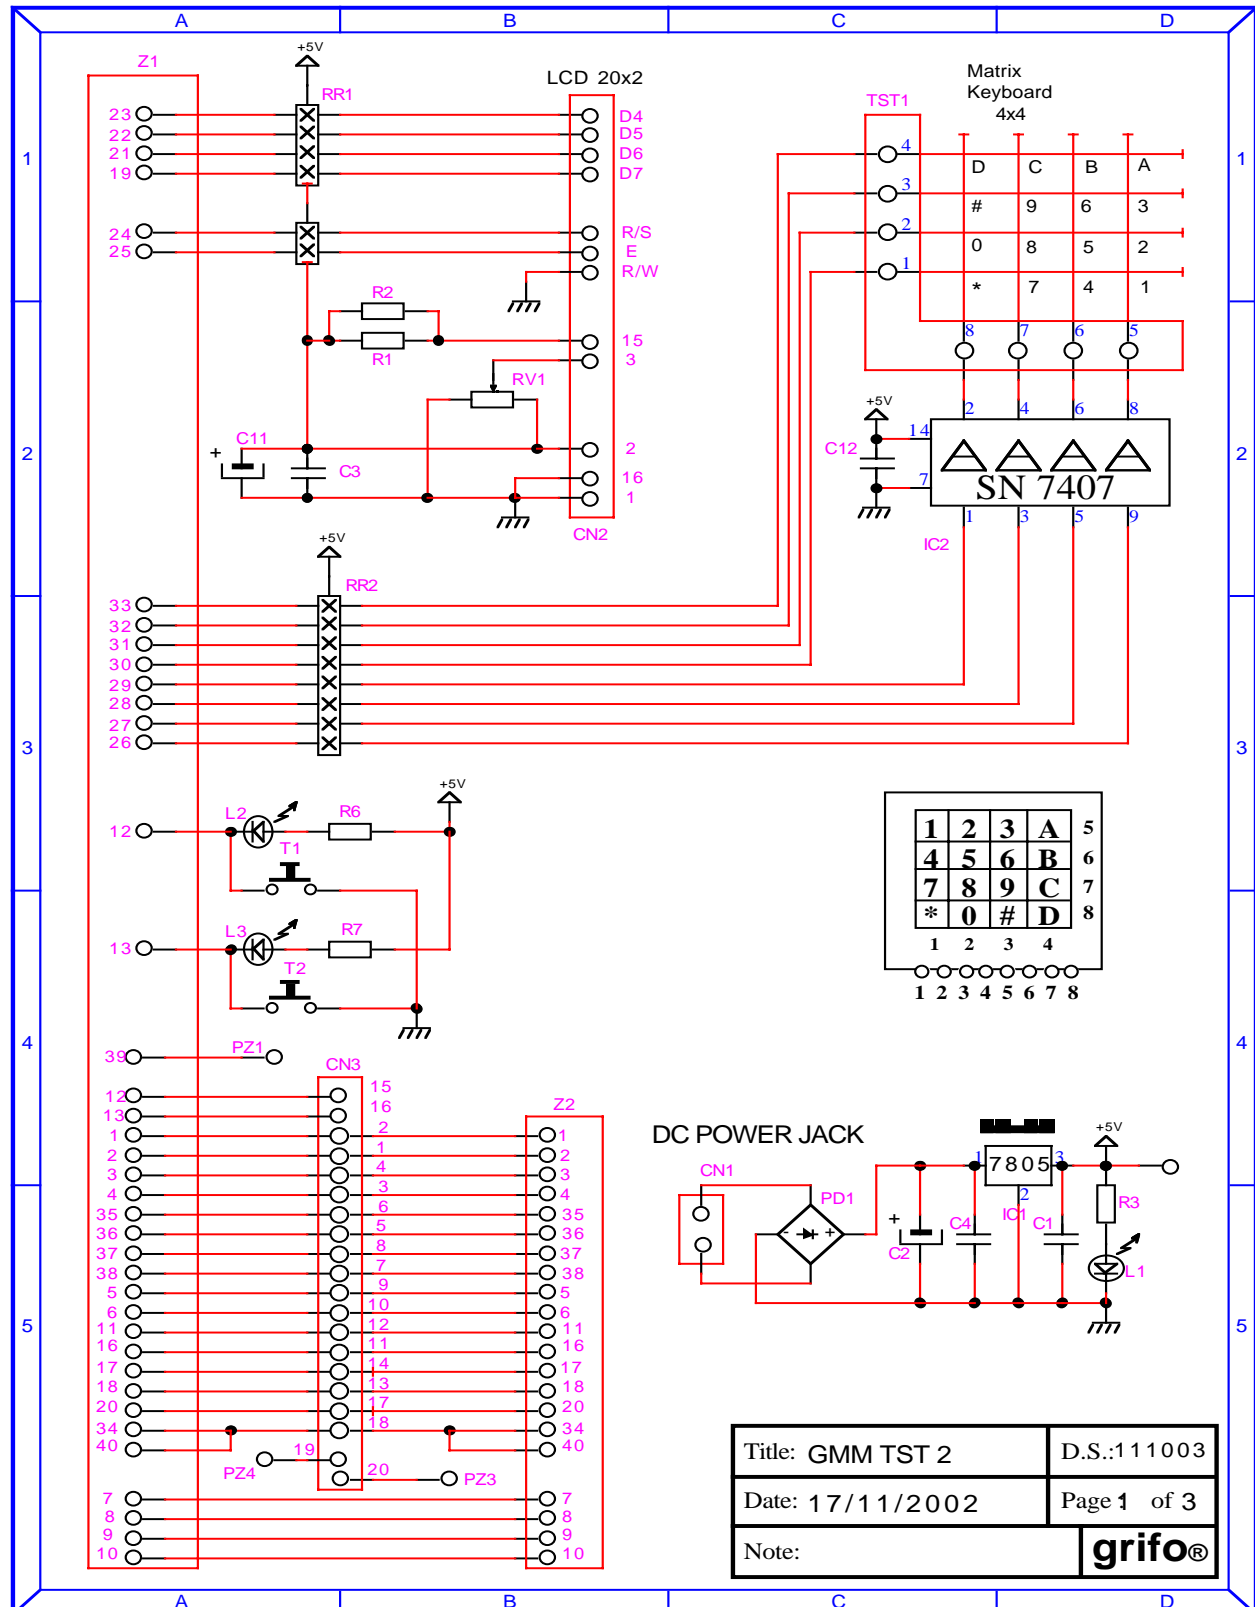 A B C D
Z1
+5V
RR1
LCD 20x2
TST1
Matrix
Keyboard
4x4
23 D4
22 D5
21 D6
19 D7
24 R/S
25 E
R/W
4
3
2
1
D C B A
# 9 6 3
0 8 5 2
* 7 4 1
8 7 6 5
1 1
R2
R1
15
3
RV1
+5V
2 4 6 8
C11
+
C3
2
16
1
CN2
C12
14
7
SN 7407
1 3 5 9
IC2
2 2
+5V
RR2
33
32
31
30
29
28
27
26
3 3
+5V
L2 R6
12
T1
L3 R7
13
T2
1 2 3 A 5
4 5 6 B 6
7 8 9 C 7
* 0 # D 8
1 2 3 4
1 2 3 4 5 6 7 8
4 4
39 PZ1
CN3
Z2
12 15
13 16
1 2 1
2 1 2
3 4 3
4 3 4
35 6 35
36 5 36
37 8 37
38 7 38
5 9 5
6 10 6
11 12 11
16 11 16
17 14 17
18 13 18
20 17 20
34 18 34
40 40
19
PZ4
20 PZ3
7 7
8 8
9 9
10 10
DC POWER JACK
CN1
PD1
- +
+
C2
C4
1 7805 3
2
IC1
C1
+5V
R3
L1
5 5
Title: GMM TST 2 D.S.:111003
Date: 17/11/2002 Page 1 of 3
Note: grifo®
A B C D